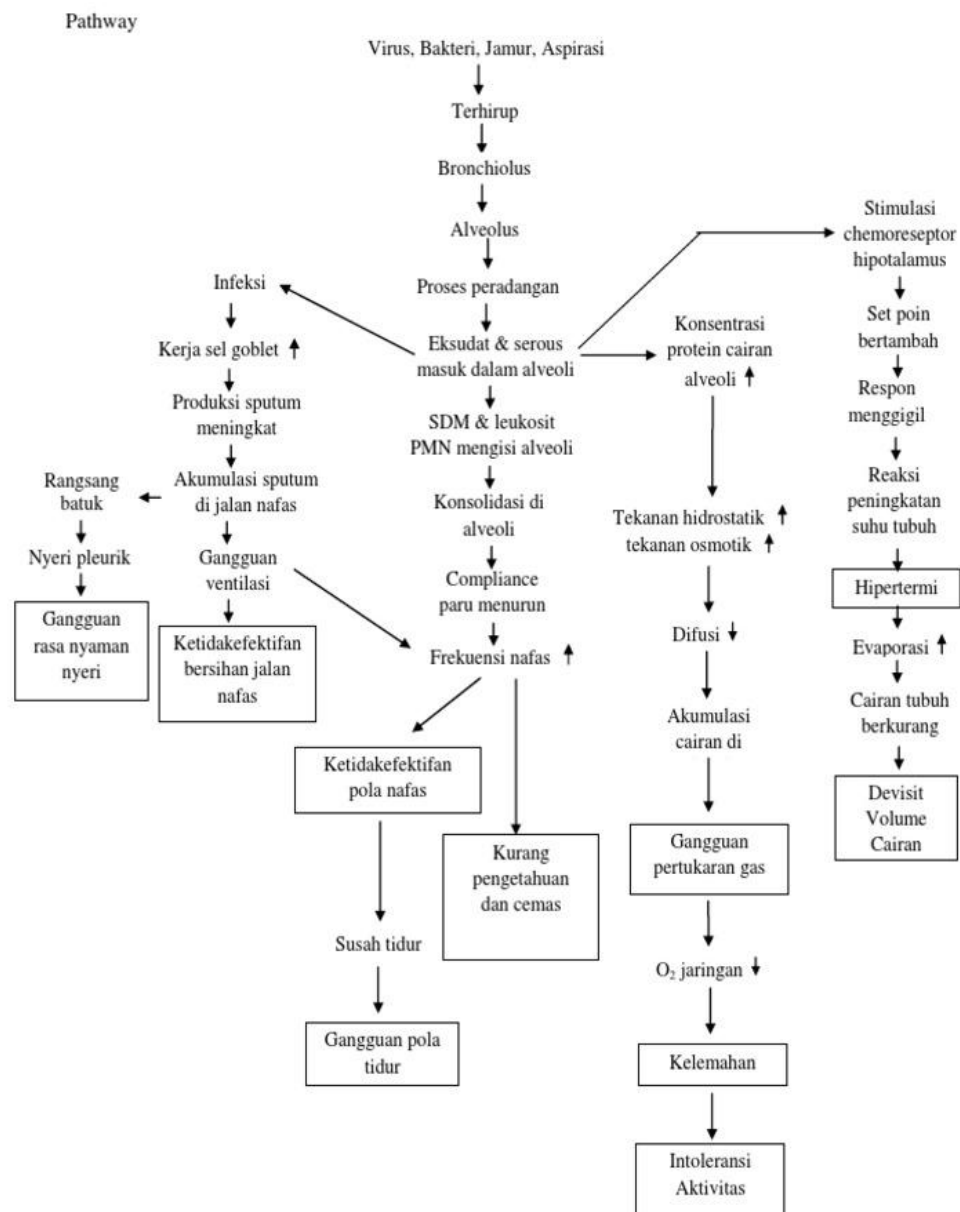 Pathway
Virus, Bakteri, Jamur, Aspirasi
Terhirup
Bronchiolus
Alveolus
Proses peradangan
Eksudat & serous
masuk dalam alveoli
Infeksi
Kerja sel goblet ↑
Produksi sputum
meningkat
Akumulasi sputum
di jalan nafas
Rangsang
batuk
Nyeri pleurik
Gangguan
rasa nyaman
nyeri
Gangguan
ventilasi
Ketidakefektifan
bersihan jalan
nafas
SDM & leukosit
PMN mengisi alveoli
Konsolidasi di
alveoli
Compliance
paru menurun
Frekuensi nafas ↑
Ketidakefektifan
pola nafas
Susah tidur
Gangguan pola
tidur
Kurang
pengetahuan
dan cemas
Konsentrasi
protein cairan
alveoli ↑
Tekanan hidrostatik ↑
tekanan osmotik ↑
Difusi ↓
Akumulasi
cairan di
Gangguan
pertukaran gas
O₂ jaringan ↓
Kelemahan
Intoleransi
Aktivitas
Stimulasi
chemoreseptor
hipotalamus
Set poin
bertambah
Respon
menggigil
Reaksi
peningkatan
suhu tubuh
Hipertermi
Evaporasi ↑
Cairan tubuh
berkurang
Devisit
Volume
Cairan